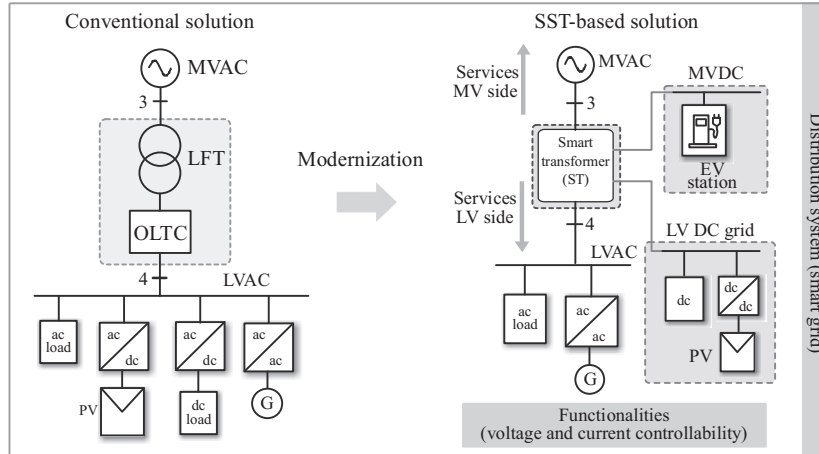 Conventional solution
MVAC
3
LFT
OLTC
4
LVAC
ac
load
ac
dc
PV
ac
dc
dc
load
ac
ac
G
Modernization
SST-based solution
Services
MV side
MVAC
3
Smart
transformer
(ST)
Services
LV side
4
LVAC
ac
load
ac
ac
G
MVDC
EV
station
LV DC grid
dc
dc
dc
PV
Functionalities
(voltage and current controllability)
Distribution system (smart grid)